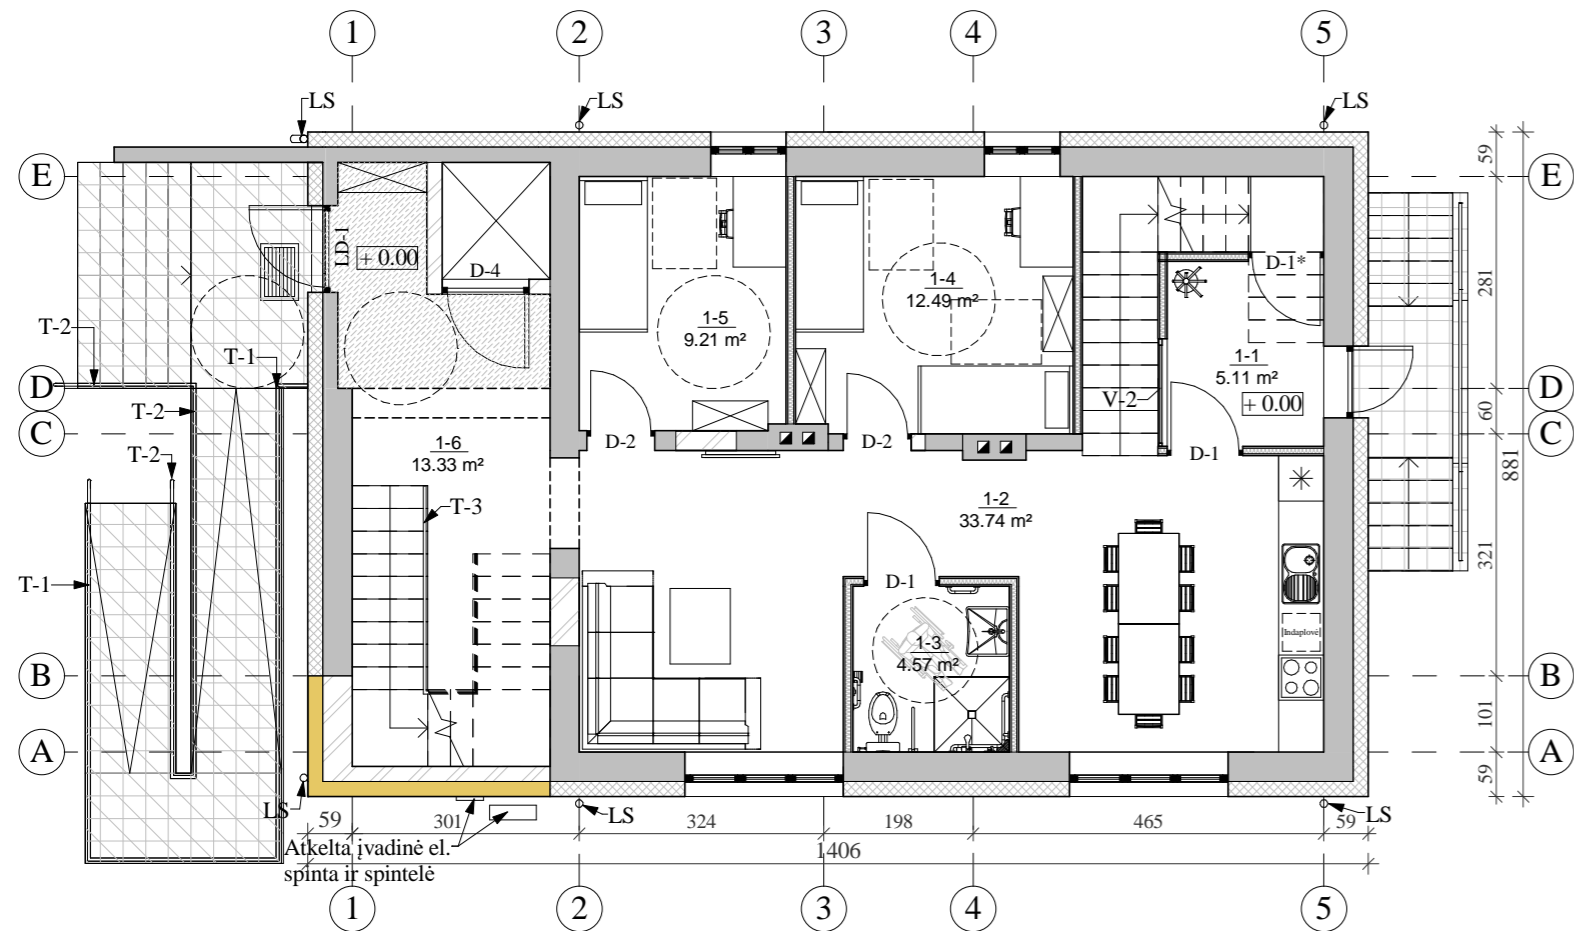 1
2
3
4
5
LS
LS
LS
E
E
59
LD-1
+ 0.00
D-4
D-1*
281
1-4
12.49 m²
1-5
9.21 m²
T-2
T-1
1-1
5.11 m²
+ 0.00
V-2
D
D
T-2
60
C
C
D-2
D-2
D-1
1-6
13.33 m²
T-2
881
1-2
33.74 m²
T-3
321
T-1
D-1
Indaplovė
1-3
4.57 m²
B
B
101
A
A
59
LS
LS
LS
59
301
324
198
465
59
Atkelta įvadinė el.
spinta ir spintelė
1406
1
2
3
4
5